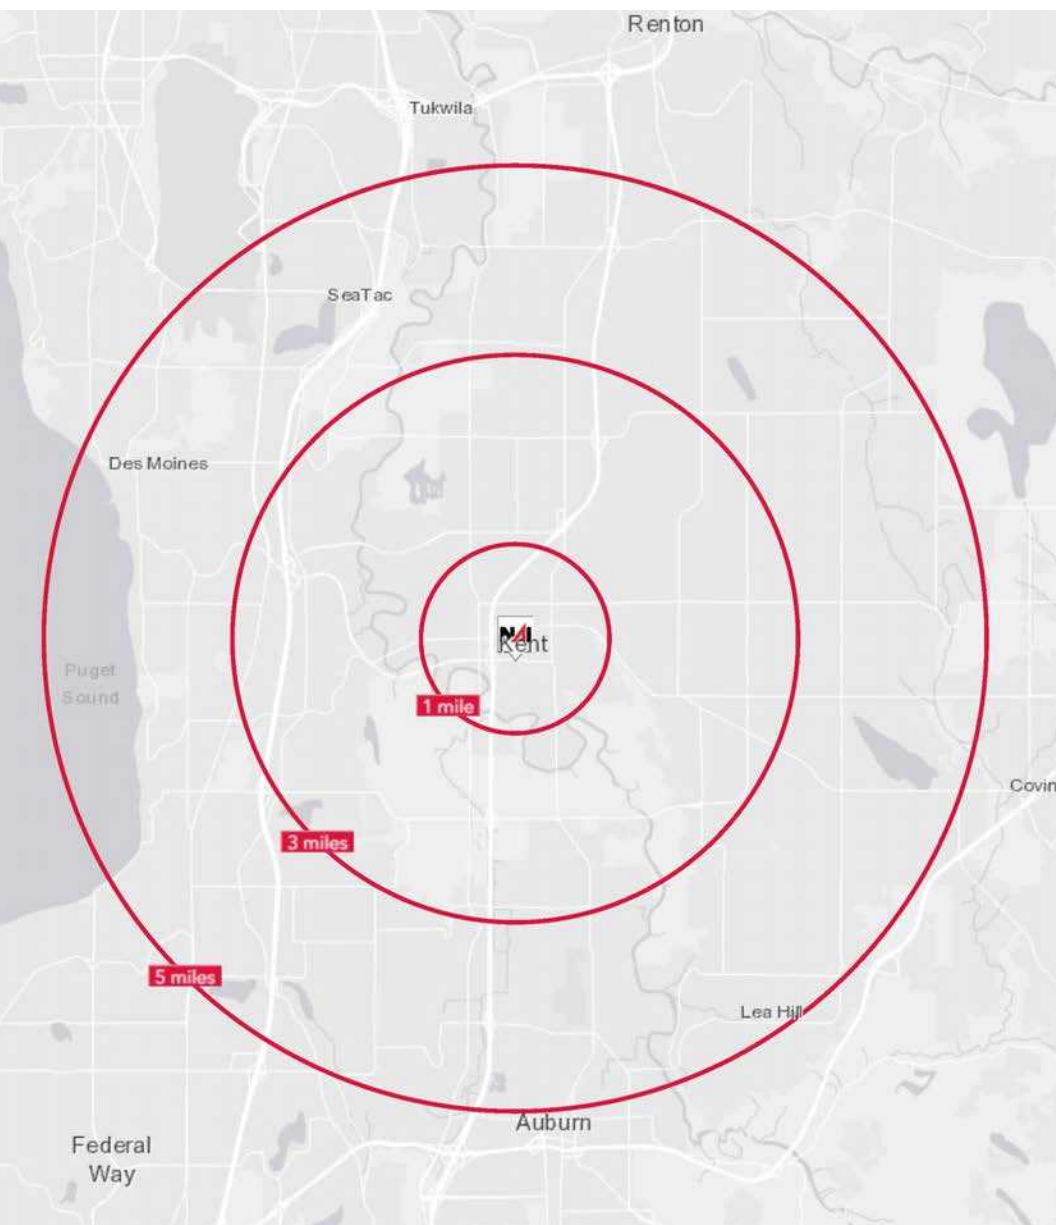 Renton
Tukwila
SeaTac
Des Moines
NAI
Kent
Puget
Sound
1 mile
Covin
3 miles
5 miles
Lea Hill
Auburn
Federal
Way